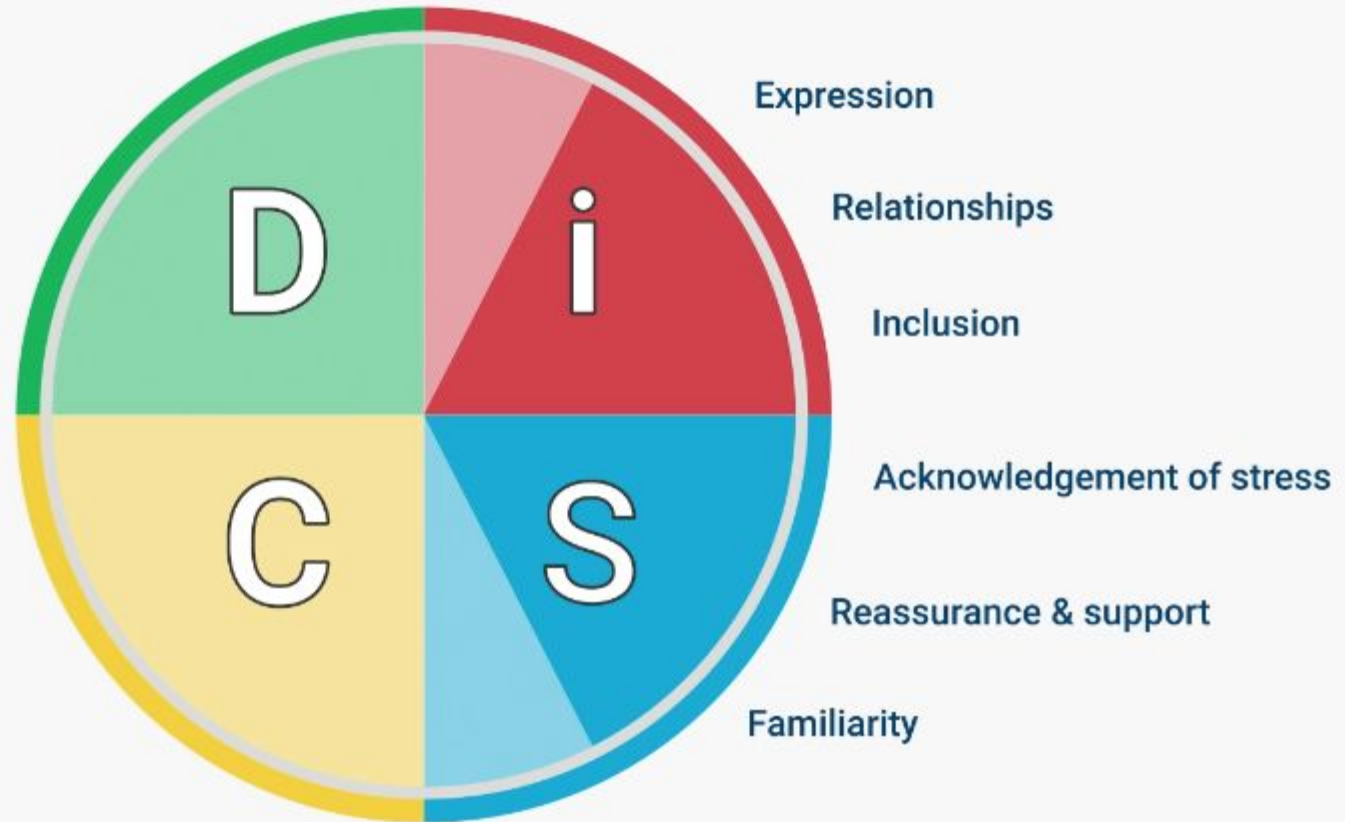 D
i
C
S
Expression
Relationships
Inclusion
Acknowledgement of stress
Reassurance & support
Familiarity